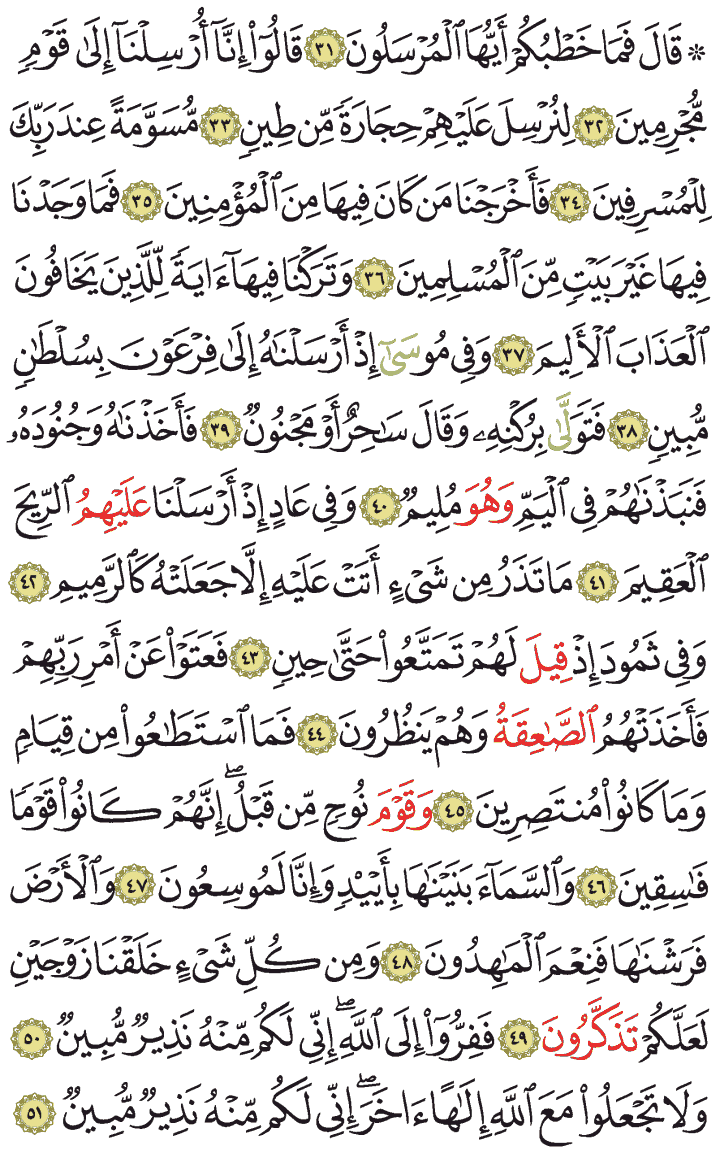 ۞ قَالَ فَمَا خَطْبُكُمْ أَيُّهَا ٱلْمُرْسَلُونَ ٣١ قَالُوٓا۟ إِنَّآ أُرْسِلْنَآ إِلَىٰ قَوْمٍ
مُّجْرِمِينَ ٣٢ لِنُرْسِلَ عَلَيْهِمْ حِجَارَةً مِّن طِينٍ ٣٣ مُّسَوَّمَةً عِندَ رَبِّكَ
لِلْمُسْرِفِينَ ٣٤ فَأَخْرَجْنَا مَن كَانَ فِيهَا مِنَ ٱلْمُؤْمِنِينَ ٣٥ فَمَا وَجَدْنَا
فِيهَا غَيْرَ بَيْتٍ مِّنَ ٱلْمُسْلِمِينَ ٣٦ وَتَرَكْنَا فِيهَآ ءَايَةً لِّلَّذِينَ يَخَافُونَ
ٱلْعَذَابَ ٱلْأَلِيمَ ٣٧ وَفِى مُوسَىٰٓ إِذْ أَرْسَلْنَٰهُ إِلَىٰ فِرْعَوْنَ بِسُلْطَٰنٍ
مُّبِينٍ ٣٨ فَتَوَلَّىٰ بِرُكْنِهِۦ وَقَالَ سَٰحِرٌ أَوْ مَجْنُونٌ ٣٩ فَأَخَذْنَٰهُ وَجُنُودَهُۥ
فَنَبَذْنَٰهُمْ فِى ٱلْيَمِّ وَهُوَ مُلِيمٌ ٤٠ وَفِى عَادٍ إِذْ أَرْسَلْنَا عَلَيْهِمُ ٱلرِّيحَ
ٱلْعَقِيمَ ٤١ مَا تَذَرُ مِن شَىْءٍ أَتَتْ عَلَيْهِ إِلَّا جَعَلَتْهُ كَٱلرَّمِيمِ ٤٢
وَفِى ثَمُودَ إِذْ قِيلَ لَهُمْ تَمَتَّعُوا۟ حَتَّىٰ حِينٍ ٤٣ فَعَتَوْا۟ عَنْ أَمْرِ رَبِّهِمْ
فَأَخَذَتْهُمُ ٱلصَّٰعِقَةُ وَهُمْ يَنظُرُونَ ٤٤ فَمَا ٱسْتَطَٰعُوا۟ مِن قِيَامٍ
وَمَا كَانُوا۟ مُنتَصِرِينَ ٤٥ وَقَوْمَ نُوحٍ مِّن قَبْلُ ۖ إِنَّهُمْ كَانُوا۟ قَوْمًا
فَٰسِقِينَ ٤٦ وَٱلسَّمَآءَ بَنَيْنَٰهَا بِأَيْي۟دٍ وَإِنَّا لَمُوسِعُونَ ٤٧ وَٱلْأَرْضَ
فَرَشْنَٰهَا فَنِعْمَ ٱلْمَٰهِدُونَ ٤٨ وَمِن كُلِّ شَىْءٍ خَلَقْنَا زَوْجَيْنِ
لَعَلَّكُمْ تَذَكَّرُونَ ٤٩ فَفِرُّوٓا۟ إِلَى ٱللَّهِ ۖ إِنِّى لَكُم مِّنْهُ نَذِيرٌ مُّبِينٌ ٥٠
وَلَا تَجْعَلُوا۟ مَعَ ٱللَّهِ إِلَٰهًا ءَاخَرَ ۖ إِنِّى لَكُم مِّنْهُ نَذِيرٌ مُّبِينٌ ٥١